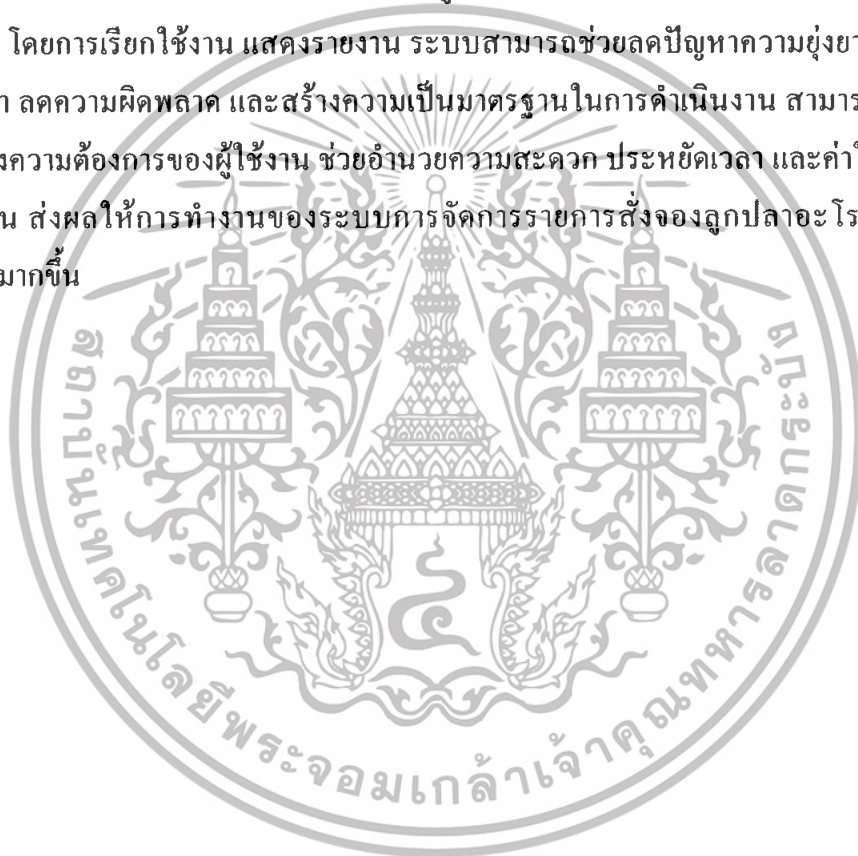 โดยการเรียกใช้งาน แสดงรายงาน ระบบสามารถช่วยลดปัญหาความยุ่งยา
ลดความผิดพลาด และสร้างความเป็นมาตรฐานในการดำเนินงาน สามาร
งความต้องการของผู้ใช้งาน ช่วยอำนวยความสะดวก ประหยัดเวลา และค่าใ
น ส่งผลให้การทำงานของระบบการจัดการรายการสั่งจองลูกปลาอะโร
มากขึ้น
สถาบันเทคโนโลยีพระจอมเกล้าเจ้าคุณทหารลาดกระบัง
๔